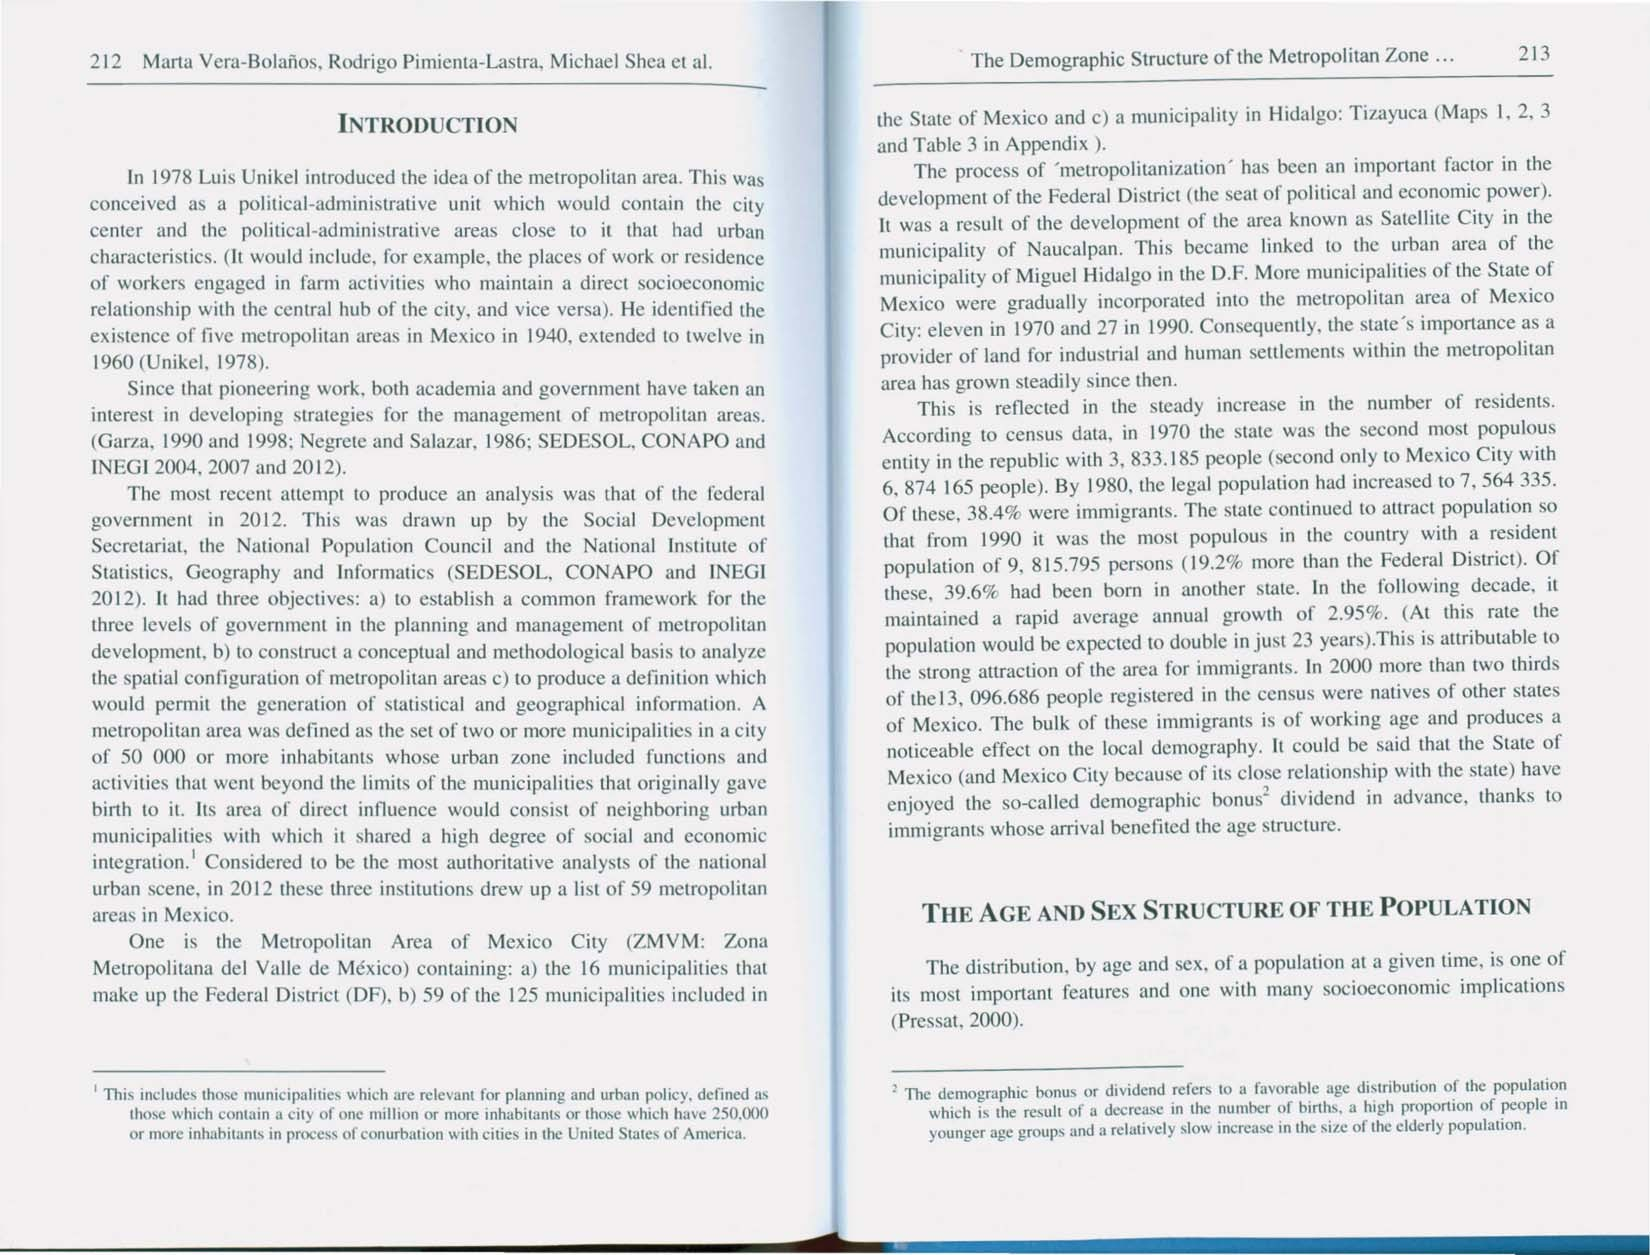 212 Marta Vera-Bolaños, Rodrigo Pimienta-Lastra, Michael Shea et al.
INTRODUCTION
In 1978 Luis Unikel introduced the idea of the metropolitan area. This was
conceived as a political-administrative unit which would contain the city
center and the political-administrative areas close to it that had urban
characteristics. (It would include, for example, the places of work or residence
of workers engaged in farm activities who maintain a direct socioeconomic
relationship with the central hub of the city, and vice versa). He identified the
existence of five metropolitan areas in Mexico in 1940, extended to twelve in
1960 (Unikel, 1978).
Since that pioneering work, both academia and government have taken an
interest in developing strategies for the management of metropolitan areas.
(Garza, 1990 and 1998; Negrete and Salazar, 1986; SEDESOL, CONAPO and
INEGI 2004, 2007 and 2012).
The most recent attempt to produce an analysis was that of the federal
government in 2012. This was drawn up by the Social Development
Secretariat, the National Population Council and the National Institute of
Statistics, Geography and Informatics (SEDESOL, CONAPO and INEGI
2012). It had three objectives: a) to establish a common framework for the
three levels of government in the planning and management of metropolitan
development, b) to construct a conceptual and methodological basis to analyze
the spatial configuration of metropolitan areas c) to produce a definition which
would permit the generation of statistical and geographical information. A
metropolitan area was defined as the set of two or more municipalities in a city
of 50 000 or more inhabitants whose urban zone included functions and
activities that went beyond the limits of the municipalities that originally gave
birth to it. Its area of direct influence would consist of neighboring urban
municipalities with which it shared a high degree of social and economic
integration.¹ Considered to be the most authoritative analysts of the national
urban scene, in 2012 these three institutions drew up a list of 59 metropolitan
areas in Mexico.
One is the Metropolitan Area of Mexico City (ZMVM: Zona
Metropolitana del Valle de México) containing: a) the 16 municipalities that
make up the Federal District (DF), b) 59 of the 125 municipalities included in
¹ This includes those municipalities which are relevant for planning and urban policy, defined as
those which contain a city of one million or more inhabitants or those which have 250,000
or more inhabitants in process of conurbation with cities in the United States of America.
The Demographic Structure of the Metropolitan Zone ... 213
the State of Mexico and c) a municipality in Hidalgo: Tizayuca (Maps 1, 2, 3
and Table 3 in Appendix ).
The process of ´metropolitanization´ has been an important factor in the
development of the Federal District (the seat of political and economic power).
It was a result of the development of the area known as Satellite City in the
municipality of Naucalpan. This became linked to the urban area of the
municipality of Miguel Hidalgo in the D.F. More municipalities of the State of
Mexico were gradually incorporated into the metropolitan area of Mexico
City: eleven in 1970 and 27 in 1990. Consequently, the state´s importance as a
provider of land for industrial and human settlements within the metropolitan
area has grown steadily since then.
This is reflected in the steady increase in the number of residents.
According to census data, in 1970 the state was the second most populous
entity in the republic with 3, 833.185 people (second only to Mexico City with
6, 874 165 people). By 1980, the legal population had increased to 7, 564 335.
Of these, 38.4% were immigrants. The state continued to attract population so
that from 1990 it was the most populous in the country with a resident
population of 9, 815.795 persons (19.2% more than the Federal District). Of
these, 39.6% had been born in another state. In the following decade, it
maintained a rapid average annual growth of 2.95%. (At this rate the
population would be expected to double in just 23 years).This is attributable to
the strong attraction of the area for immigrants. In 2000 more than two thirds
of the13, 096.686 people registered in the census were natives of other states
of Mexico. The bulk of these immigrants is of working age and produces a
noticeable effect on the local demography. It could be said that the State of
Mexico (and Mexico City because of its close relationship with the state) have
enjoyed the so-called demographic bonus² dividend in advance, thanks to
immigrants whose arrival benefited the age structure.
THE AGE AND SEX STRUCTURE OF THE POPULATION
The distribution, by age and sex, of a population at a given time, is one of
its most important features and one with many socioeconomic implications
(Pressat, 2000).
² The demographic bonus or dividend refers to a favorable age distribution of the population
which is the result of a decrease in the number of births, a high proportion of people in
younger age groups and a relatively slow increase in the size of the elderly population.